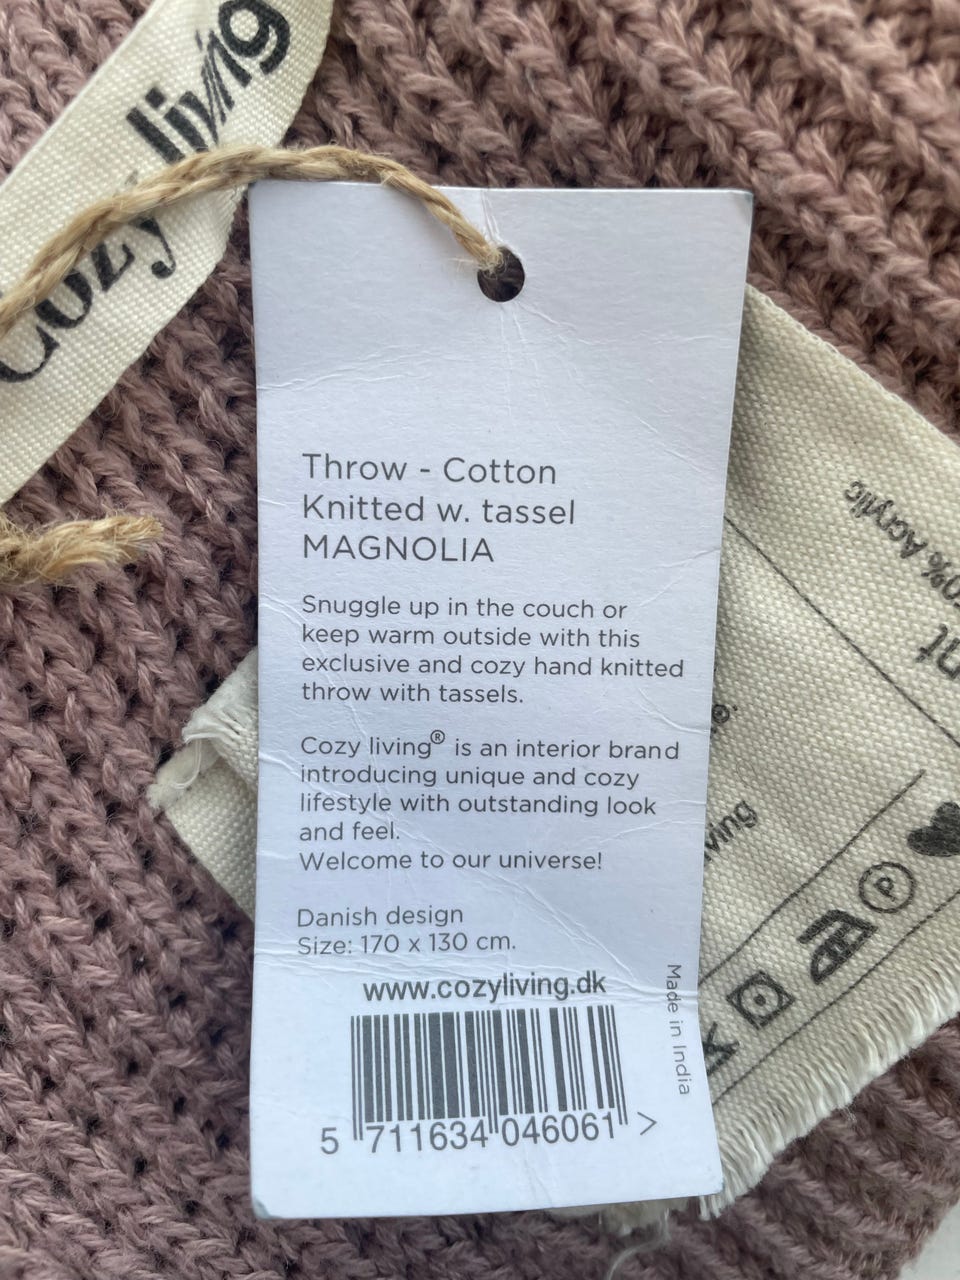 Cozy living
Throw - Cotton
Knitted w. tassel
MAGNOLIA
Snuggle up in the couch or
keep warm outside with this
exclusive and cozy hand knitted
throw with tassels.
Cozy living® is an interior brand
introducing unique and cozy
lifestyle with outstanding look
and feel.
Welcome to our universe!
Danish design
Size: 170 x 130 cm.
www.cozyliving.dk
Made in India
5 711634 046061 >
0% Acrylic
P